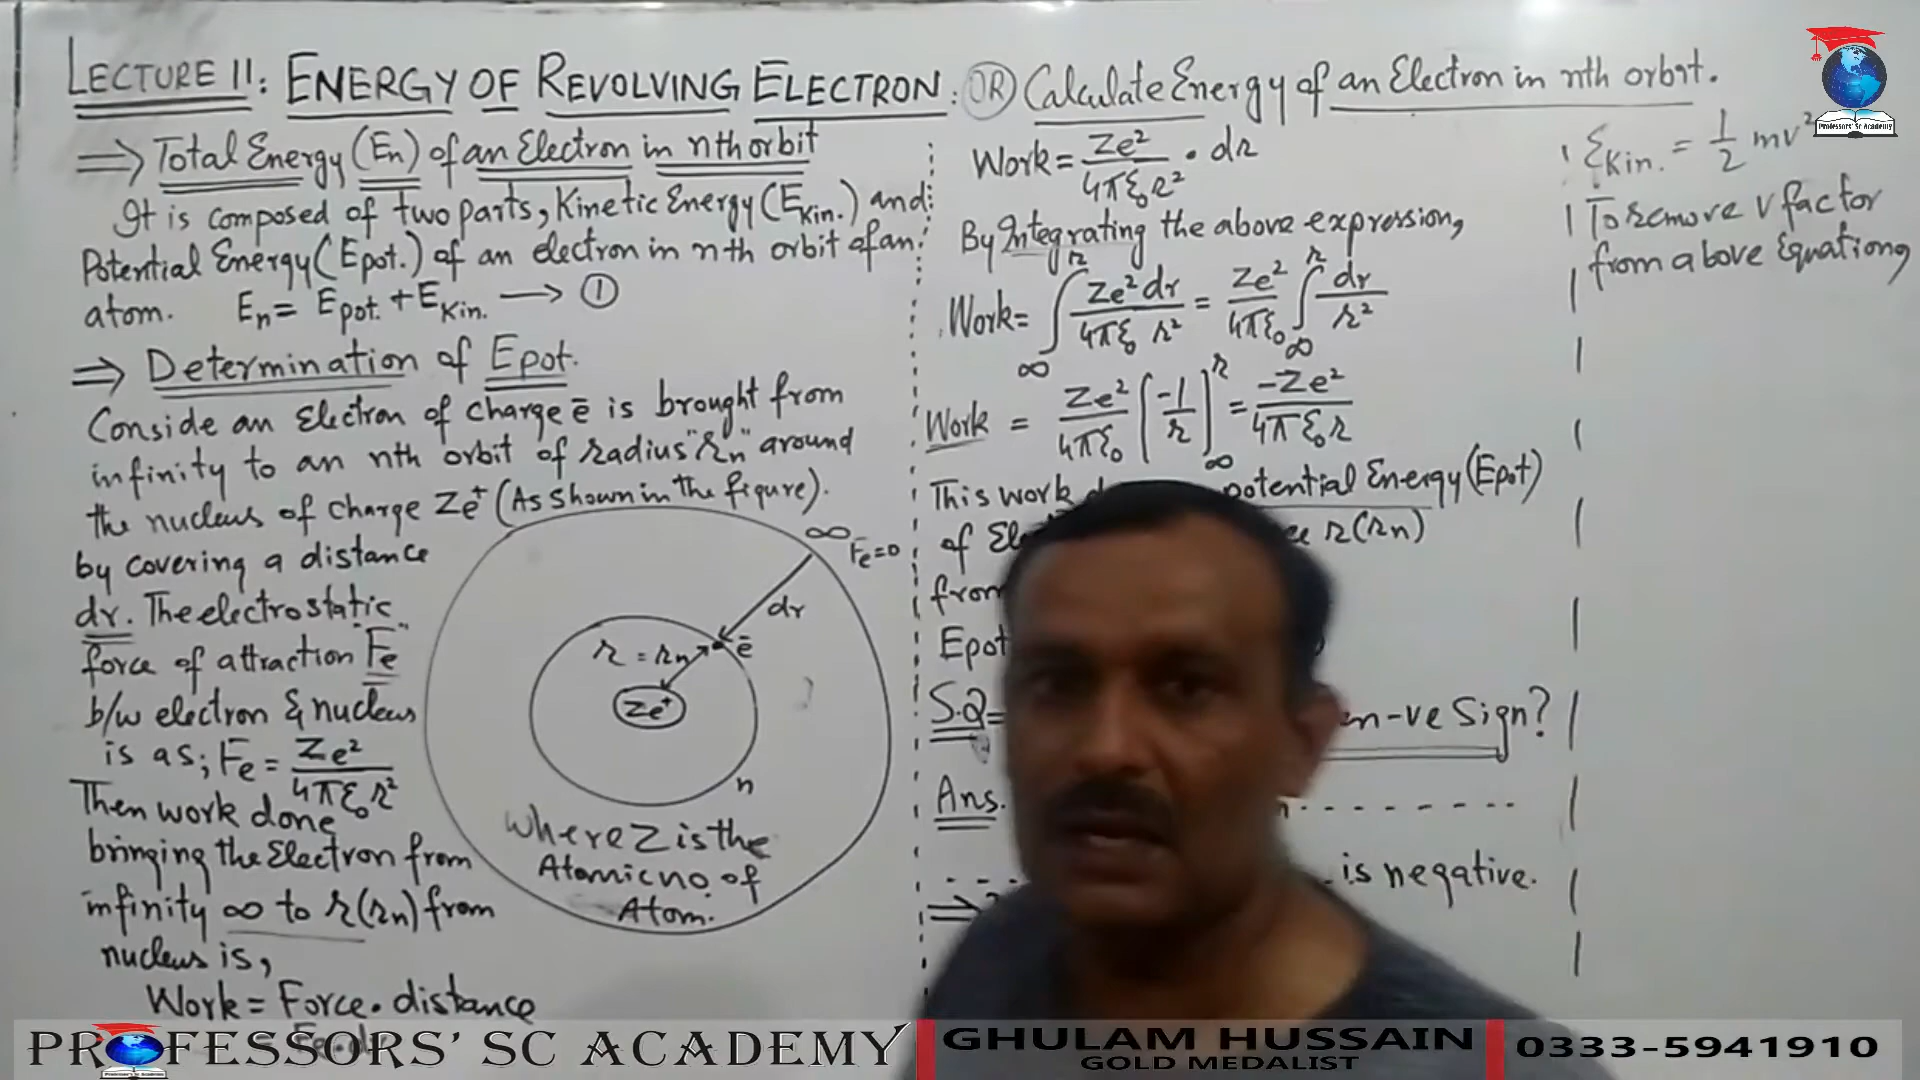 LECTURE 11: ENERGY OF REVOLVING ELECTRON. OR Calculate Energy of an Electron in nth orbit.
⇒ Total Energy (En) of an Electron in nth orbit
It is composed of two parts, Kinetic Energy (EKin.) and
Potential Energy (Epot.) of an electron in nth orbit of an
atom. En = Epot. + EKin. → ①
⇒ Determination of Epot.
Conside an Electron of charge ē is brought from
infinity to an nth orbit of radius "rn" around
the nucleus of charge Ze⁺ (As shown in the figure).
by covering a distance
dr. The electrostatic
force of attraction "Fe"
b/w electron & nucleus
is as; Fe = Ze²/4πε₀r²
Then work done
bringing the Electron from
infinity ∞ to r(rn) from
nucleus is,
Work = Force . distance
∞
Fe=0
dr
r = rn
ē
Ze⁺
n
where Z is the
Atomic no. of
Atom.
Work = Ze²/4πε₀r² . dr
By Integrating the above expression,
Work = ∫∞^r Ze²dr/4πε₀ r² = Ze²/4πε₀ ∫∞^r dr/r²
Work = Ze²/4πε₀ [-1/r]∞^r = -Ze²/4πε₀r
This work potential Energy (Epot)
of r(rn)
from
Epot
S.Q -ve Sign?
Ans.
is negative.
⇒
EKin. = 1/2 mv²
To remove v factor
from above Equation,
Professors' Sc Academy
PROFESSORS' SC ACADEMY
GHULAM HUSSAIN
GOLD MEDALIST
0333-5941910